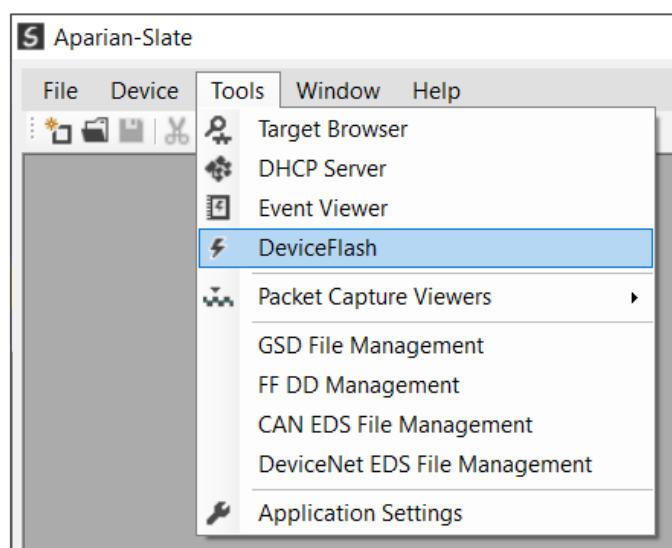 Aparian-Slate
File Device Tools Window Help
Target Browser
DHCP Server
Event Viewer
DeviceFlash
Packet Capture Viewers
GSD File Management
FF DD Management
CAN EDS File Management
DeviceNet EDS File Management
Application Settings